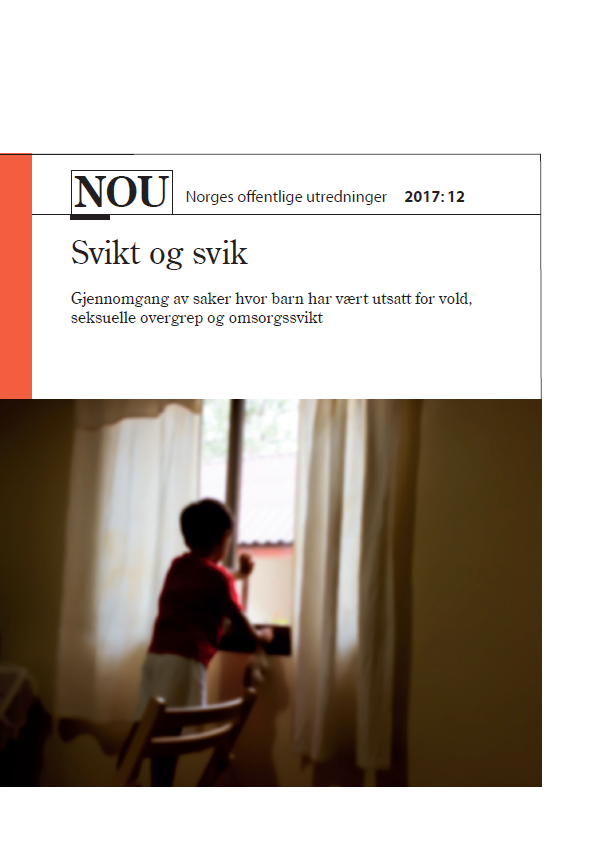 NOU Norges offentlige utredninger 2017: 12
Svikt og svik
Gjennomgang av saker hvor barn har vært utsatt for vold,
seksuelle overgrep og omsorgssvikt